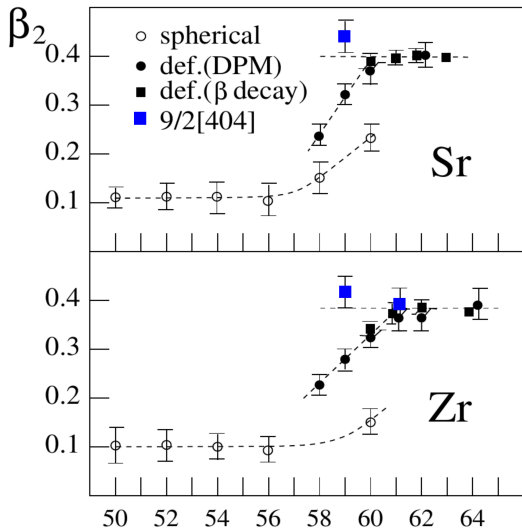 β₂
spherical
def.(DPM)
def.(β decay)
9/2[404]
0.4
0.3
0.2
0.1
Sr
0.4
0.3
0.2
0.1
Zr
50 52 54 56 58 60 62 64